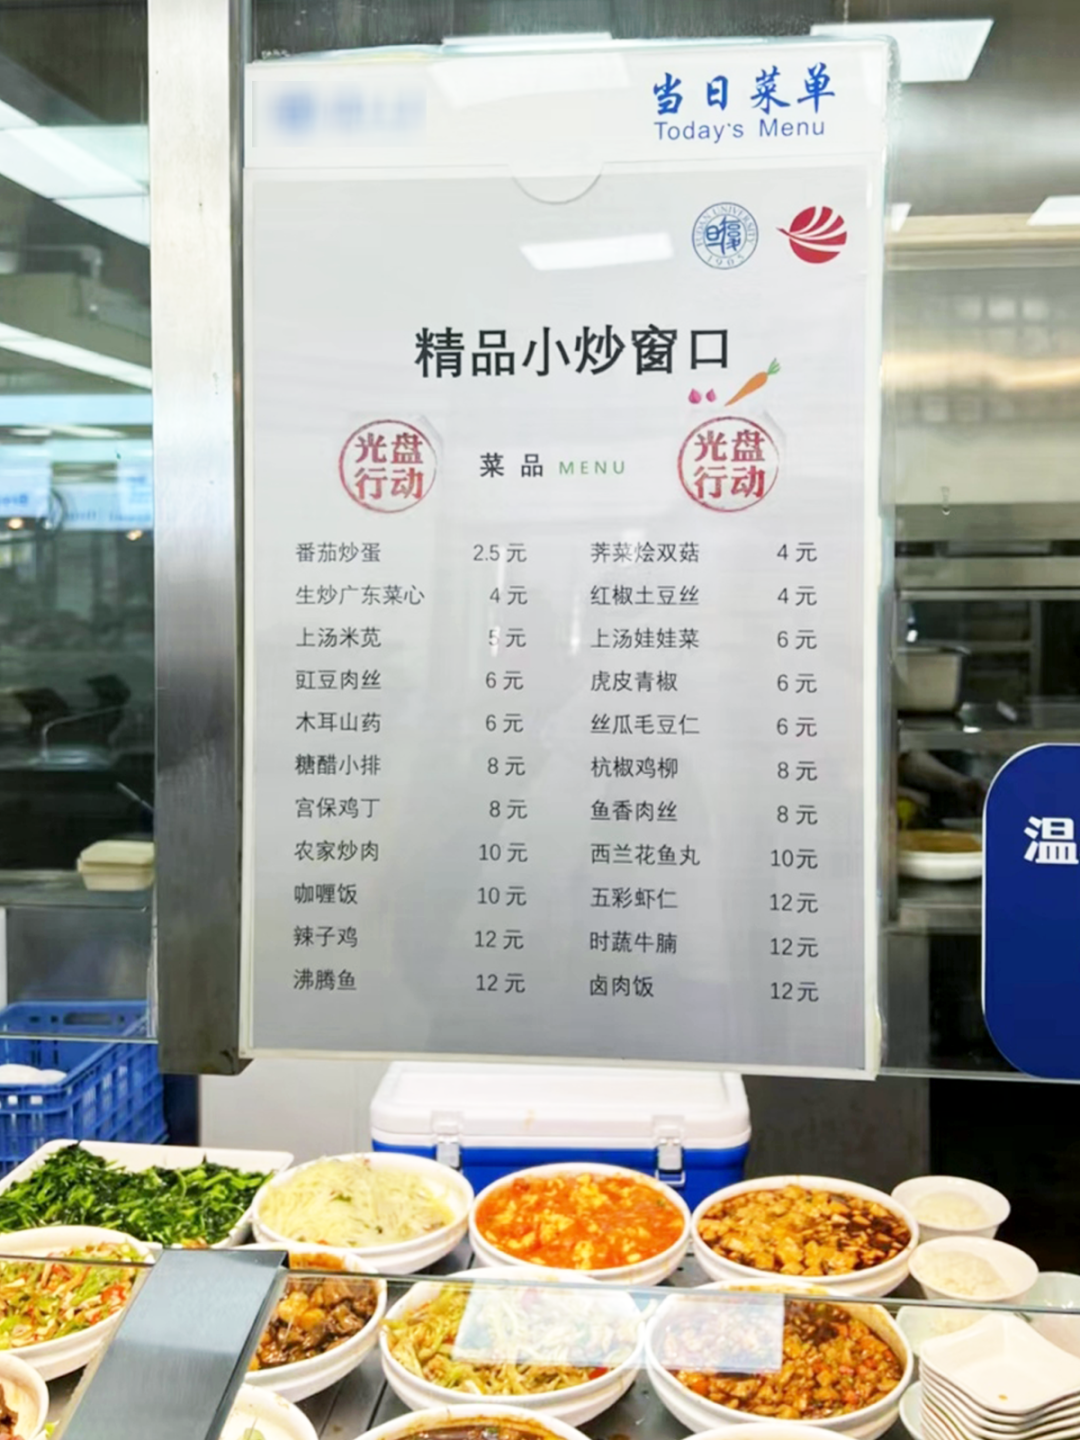 当日菜单
Today's Menu
FUDAN UNIVERSITY
1905
精品小炒窗口
光盘
行动
菜 品 MENU
光盘
行动
番茄炒蛋 2.5 元 荠菜烩双菇 4 元
生炒广东菜心 4 元 红椒土豆丝 4 元
上汤米苋 5 元 上汤娃娃菜 6 元
豇豆肉丝 6 元 虎皮青椒 6 元
木耳山药 6 元 丝瓜毛豆仁 6 元
糖醋小排 8 元 杭椒鸡柳 8 元
宫保鸡丁 8 元 鱼香肉丝 8 元
农家炒肉 10 元 西兰花鱼丸 10元
咖喱饭 10 元 五彩虾仁 12元
辣子鸡 12 元 时蔬牛腩 12元
沸腾鱼 12 元 卤肉饭 12元
温